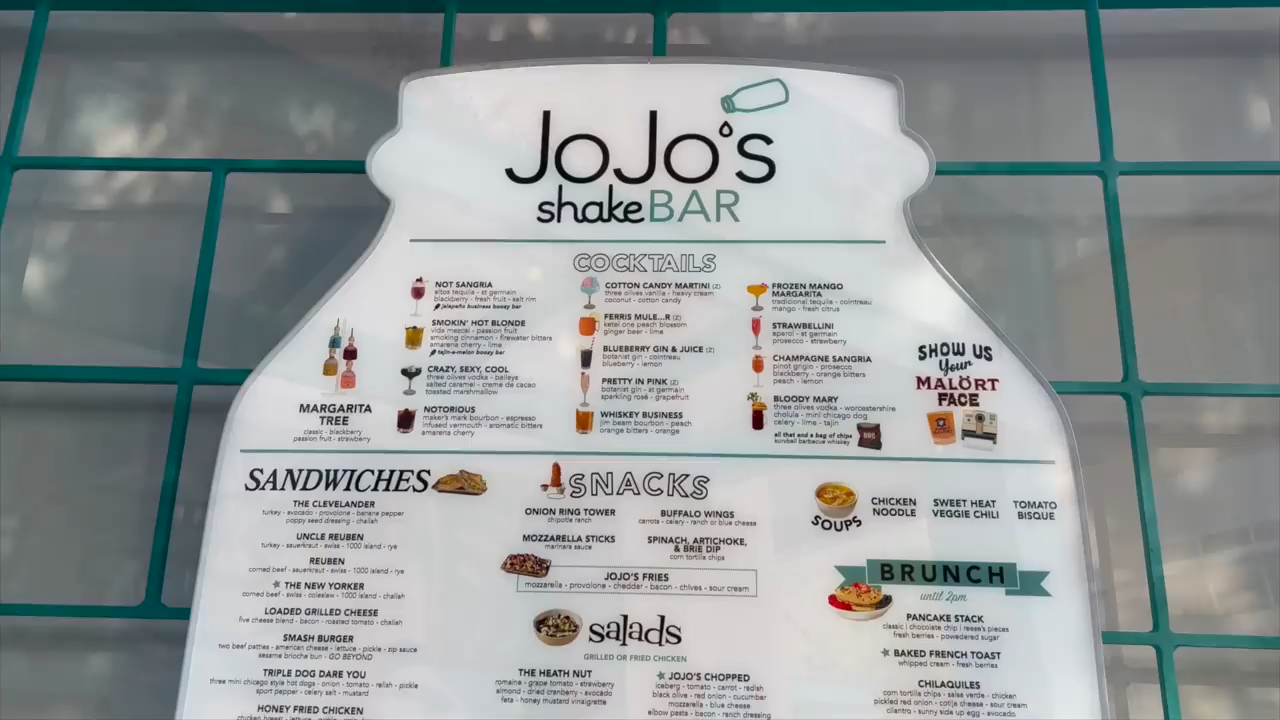 JoJo's
shakeBAR
COCKTAILS
NOT SANGRIA
altos tequila - st germain
blackberry - fresh fruit - salt rim
jalapeño business boozy bar
SMOKIN' HOT BLONDE
vida mezcal - passion fruit
smoking cinnamon - firewater bitters
amarena cherry - lime
tajin-a-melon boozy bar
CRAZY, SEXY, COOL
three olives vodka - baileys
salted caramel - creme de cacao
toasted marshmallow
NOTORIOUS
maker's mark bourbon - espresso
infused vermouth - aromatic bitters
amarena cherry
MARGARITA
TREE
classic - blackberry
passion fruit - strawberry
COTTON CANDY MARTINI (2)
three olives vanilla - heavy cream
coconut - cotton candy
FERRIS MULE...R (2)
ketel one peach blossom
ginger beer - lime
BLUEBERRY GIN & JUICE (2)
botanist gin - cointreau
blueberry - lemon
PRETTY IN PINK (2)
botanist gin - st germain
sparkling rosé - grapefruit
WHISKEY BUSINESS
jim beam bourbon - peach
orange bitters - orange
FROZEN MANGO
MARGARITA
tradicional tequila - cointreau
mango - fresh citrus
STRAWBELLINI
aperol - st germain
prosecco - strawberry
CHAMPAGNE SANGRIA
pinot grigio - prosecco
blackberry - orange bitters
peach - lemon
BLOODY MARY
three olives vodka - worcestershire
cholula - mini chicago dog
celery - lime - tajin
all that and a bag of chips
kurvball barbecue whiskey
BBQ
SHOW US
Your
MALÖRT
FACE
SANDWICHES
THE CLEVELANDER
turkey - avocado - provolone - banana pepper
poppy seed dressing - challah
UNCLE REUBEN
turkey - sauerkraut - swiss - 1000 island - rye
REUBEN
corned beef - sauerkraut - swiss - 1000 island - rye
THE NEW YORKER
corned beef - swiss - coleslaw - 1000 island - challah
LOADED GRILLED CHEESE
five cheese blend - bacon - roasted tomato - challah
SMASH BURGER
two beef patties - american cheese - lettuce - pickle - zip sauce
sesame brioche bun - GO BEYOND
TRIPLE DOG DARE YOU
three mini chicago style hot dogs - onion - tomato - relish - pickle
sport pepper - celery salt - mustard
HONEY FRIED CHICKEN
SNACKS
ONION RING TOWER
chipotle ranch
BUFFALO WINGS
carrots - celery - ranch or blue cheese
MOZZARELLA STICKS
marinara sauce
SPINACH, ARTICHOKE,
& BRIE DIP
corn tortilla chips
JOJO'S FRIES
mozzarella - provolone - cheddar - bacon - chives - sour cream
salads
GRILLED OR FRIED CHICKEN
THE HEATH NUT
romaine - grape tomato - strawberry
almond - dried cranberry - avocado
feta - honey mustard vinaigrette
JOJO'S CHOPPED
iceberg - tomato - carrot - radish
black olive - red onion - cucumber
mozzarella - blue cheese
elbow pasta - bacon - ranch dressing
SOUPS
CHICKEN
NOODLE
SWEET HEAT
VEGGIE CHILI
TOMATO
BISQUE
BRUNCH
until 2pm
PANCAKE STACK
classic | chocolate chip | reese's pieces
fresh berries - powdered sugar
BAKED FRENCH TOAST
whipped cream - fresh berries
CHILAQUILES
corn tortilla chips - salsa verde - chicken
pickled red onion - cotija cheese - sour cream
cilantro - sunny side up egg - avocado